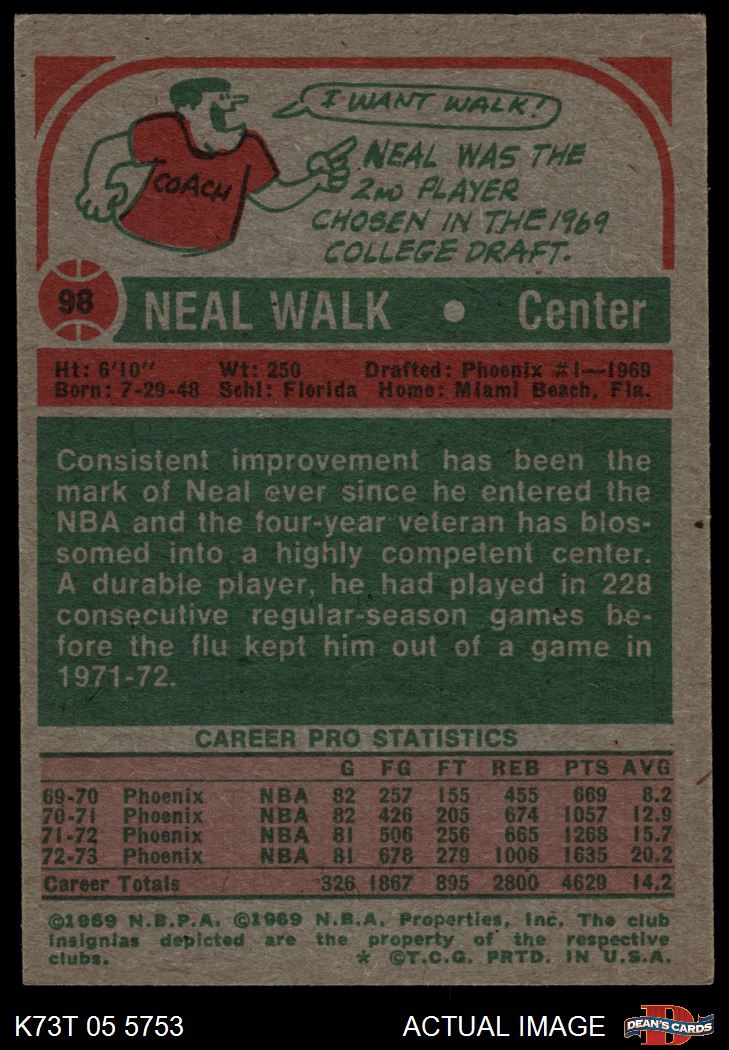 I WANT WALK!
COACH
NEAL WAS THE
2ND PLAYER
CHOSEN IN THE 1969
COLLEGE DRAFT.
98 NEAL WALK • Center
Ht: 6'10" Wt: 250 Drafted: Phoenix #1—1969
Born: 7-29-48 Schl: Florida Home: Miami Beach, Fla.
Consistent improvement has been the
mark of Neal ever since he entered the
NBA and the four-year veteran has blos-
somed into a highly competent center.
A durable player, he had played in 228
consecutive regular-season games be-
fore the flu kept him out of a game in
1971-72.
CAREER PRO STATISTICS
G FG FT REB PTS AVG
69-70 Phoenix NBA 82 257 155 455 669 8.2
70-71 Phoenix NBA 82 426 205 674 1057 12.9
71-72 Phoenix NBA 81 506 256 665 1268 15.7
72-73 Phoenix NBA 81 678 279 1006 1635 20.2
Career Totals 326 1867 895 2800 4629 14.2
©1969 N.B.P.A. ©1969 N.B.A. Properties, Inc. The club
insignias depicted are the property of the respective
clubs. * ©T.C.G. PRTD. IN U.S.A.
K73T 05 5753 ACTUAL IMAGE DEAN'S CARDS